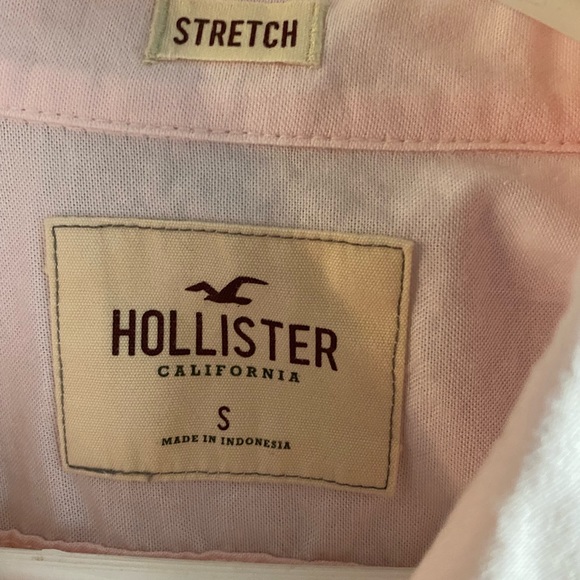 STRETCH
HOLLISTER
CALIFORNIA
S
MADE IN INDONESIA